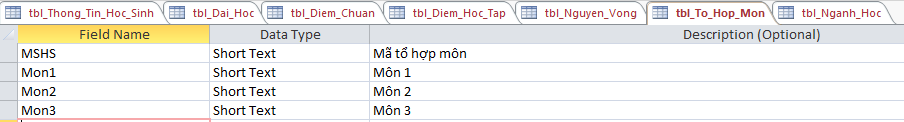 tbl_Thong_Tin_Hoc_Sinh tbl_Dai_Hoc tbl_Diem_Chuan tbl_Diem_Hoc_Tap tbl_Nguyen_Vong tbl_To_Hop_Mon tbl_Nganh_Hoc
Field Name Data Type Description (Optional)
MSHS Short Text Mã tổ hợp môn
Mon1 Short Text Môn 1
Mon2 Short Text Môn 2
Mon3 Short Text Môn 3